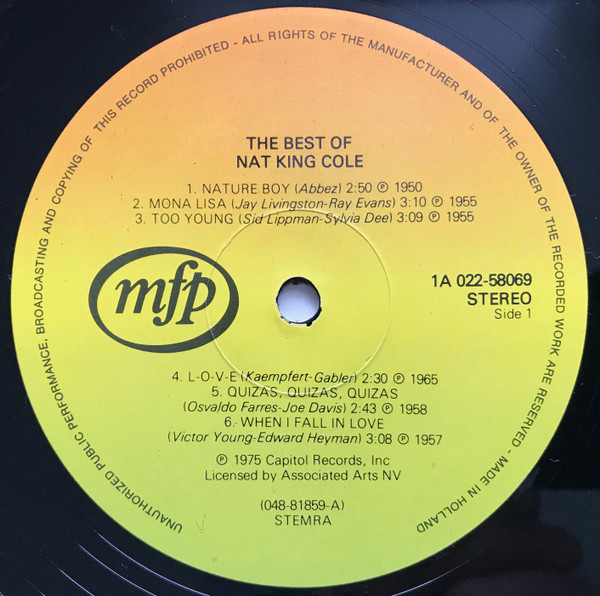 UNAUTHORIZED PUBLIC PERFORMANCE, BROADCASTING AND COPYING OF THIS RECORD PROHIBITED - ALL RIGHTS OF THE MANUFACTURER AND OF THE OWNER OF THE RECORDED WORK ARE RESERVED - MADE IN HOLLAND
THE BEST OF
NAT KING COLE
1. NATURE BOY (Abbez) 2:50 ℗ 1950
2. MONA LISA (Jay Livingston-Ray Evans) 3:10 ℗ 1955
3. TOO YOUNG (Sid Lippman-Sylvia Dee) 3:09 ℗ 1955
mfp
1A 022-58069
STEREO
Side 1
4. L-O-V-E (Kaempfert-Gabler) 2:30 ℗ 1965
5. QUIZAS, QUIZAS, QUIZAS
(Osvaldo Farres-Joe Davis) 2:43 ℗ 1958
6. WHEN I FALL IN LOVE
(Victor Young-Edward Heyman) 3:08 ℗ 1957
℗ 1975 Capitol Records, Inc
Licensed by Associated Arts NV
(048-81859-A)
STEMRA